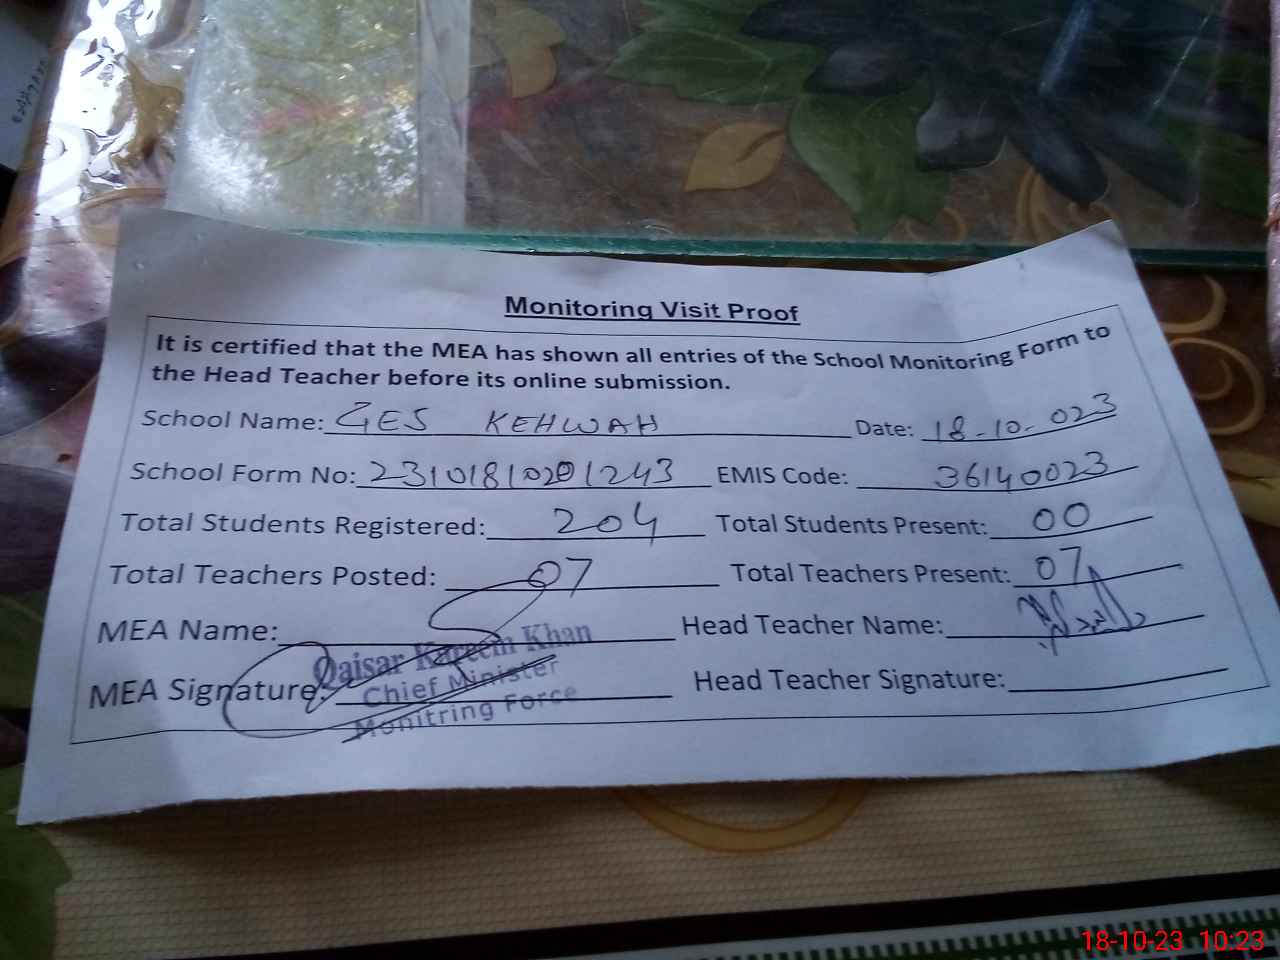 Monitoring Visit Proof
It is certified that the MEA has shown all entries of the School Monitoring Form to
the Head Teacher before its online submission.
School Name: GES KEHWAH Date: 18-10-023
School Form No: 23101810201243 EMIS Code: 36140023
Total Students Registered: 204 Total Students Present: 00
Total Teachers Posted: 07 Total Teachers Present: 07
MEA Name: Head Teacher Name:
Qaisar Kareem Khan
MEA Signature: Head Teacher Signature:
Chief Minister
Monitring Force
18-10-23 10:23